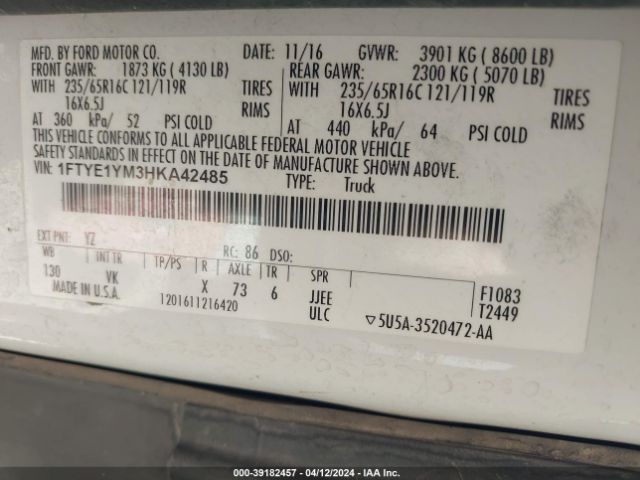 MFD. BY FORD MOTOR CO. DATE: 11/16 GVWR: 3901 KG ( 8600 LB)
FRONT GAWR: 1873 KG ( 4130 LB) REAR GAWR: 2300 KG ( 5070 LB)
WITH 235/65R16C 121/119R TIRES WITH 235/65R16C 121/119R TIRES
16X6.5J RIMS 16X6.5J RIMS
AT 360 kPa/ 52 PSI COLD AT 440 kPa/ 64 PSI COLD
THIS VEHICLE CONFORMS TO ALL APPLICABLE FEDERAL MOTOR VEHICLE
SAFETY STANDARDS IN EFFECT ON THE DATE OF MANUFACTURE SHOWN ABOVE.
VIN: 1FTYE1YM3HKA42485 TYPE: Truck
EXT PNT: YZ RC: 86 DSO:
WB INT TR TP/PS R AXLE TR SPR
130 VK X 73 6 JJEE F1083
MADE IN U.S.A. 1201611216420 ULC T2449
▽5U5A-3520472-AA
000-39182457 - 04/12/2024 - IAA Inc.